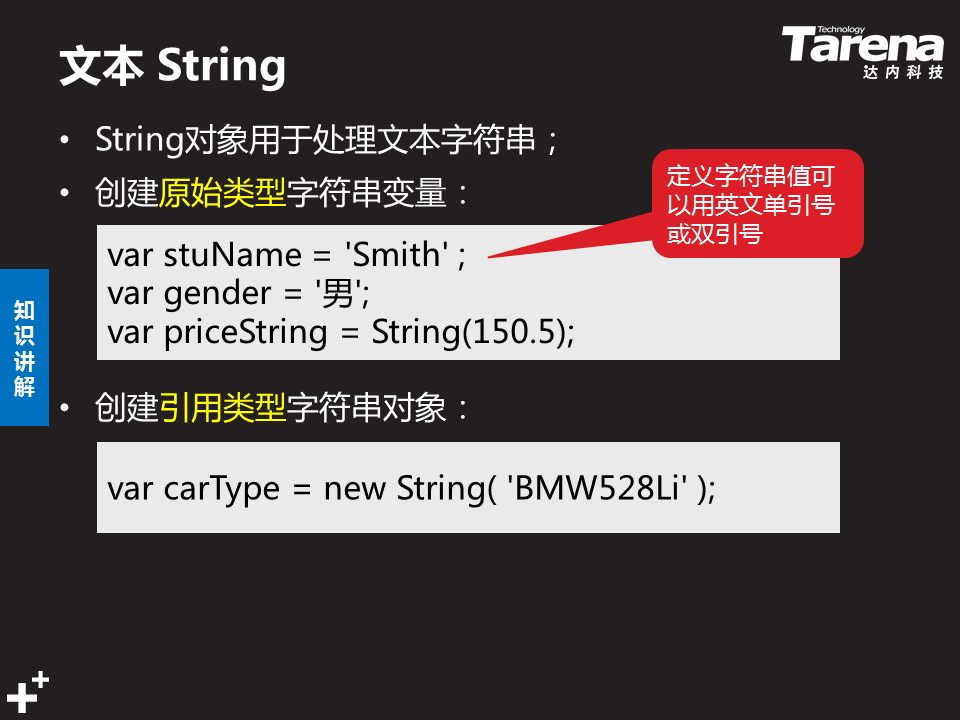 文本 String
Technology
Tarena
达内科技
• String对象用于处理文本字符串；
• 创建原始类型字符串变量：
定义字符串值可
以用英文单引号
或双引号
var stuName = 'Smith' ;
var gender = '男';
var priceString = String(150.5);
知
识
讲
解
• 创建引用类型字符串对象：
var carType = new String( 'BMW528Li' );